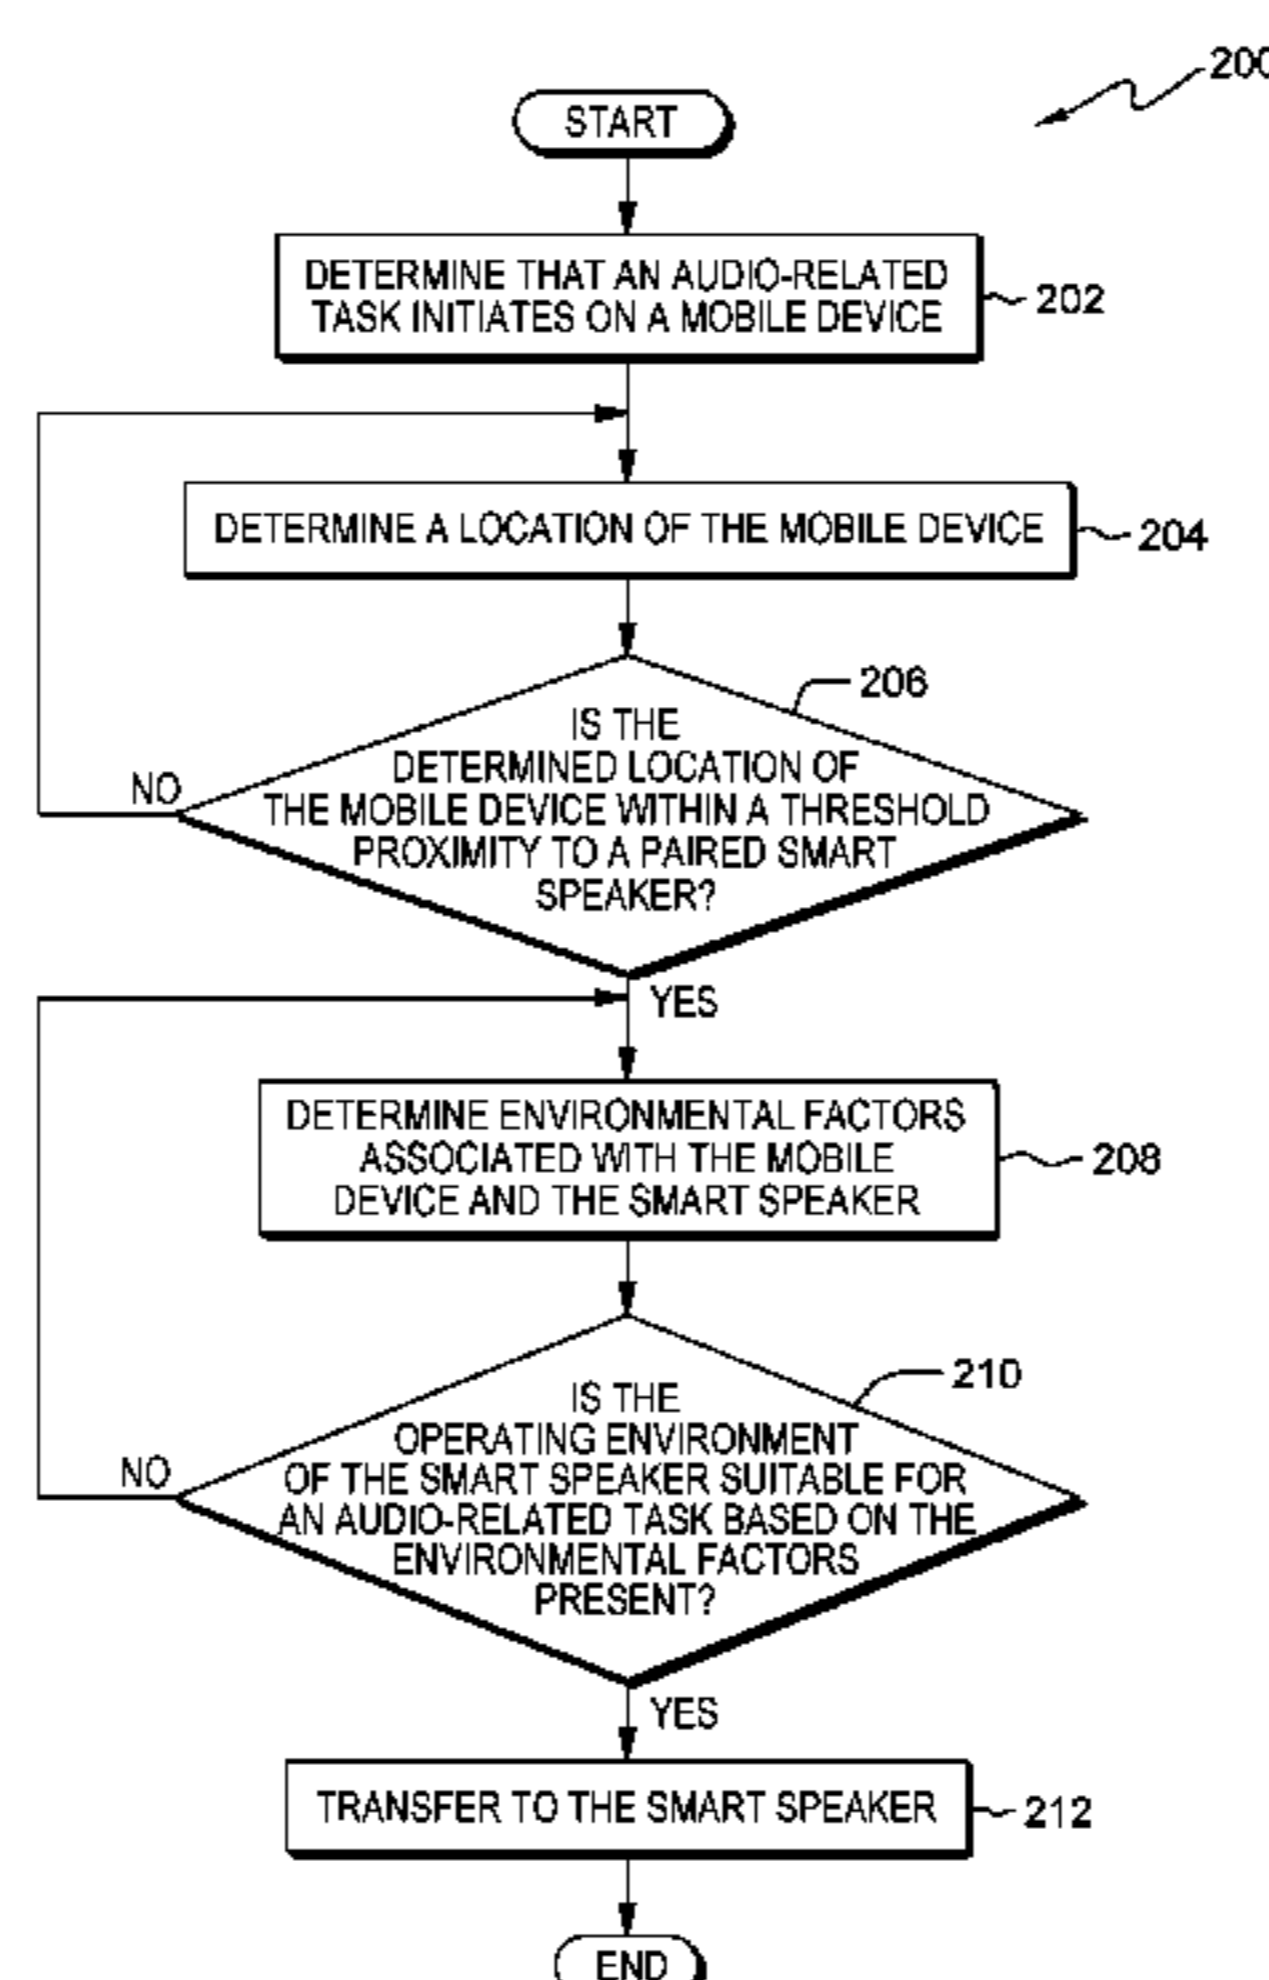 200
START
DETERMINE THAT AN AUDIO-RELATED
TASK INITIATES ON A MOBILE DEVICE
202
DETERMINE A LOCATION OF THE MOBILE DEVICE
204
206
IS THE
DETERMINED LOCATION OF
THE MOBILE DEVICE WITHIN A THRESHOLD
PROXIMITY TO A PAIRED SMART
SPEAKER?
NO
YES
DETERMINE ENVIRONMENTAL FACTORS
ASSOCIATED WITH THE MOBILE
DEVICE AND THE SMART SPEAKER
208
210
IS THE
OPERATING ENVIRONMENT
OF THE SMART SPEAKER SUITABLE FOR
AN AUDIO-RELATED TASK BASED ON THE
ENVIRONMENTAL FACTORS
PRESENT?
NO
YES
TRANSFER TO THE SMART SPEAKER
212
END